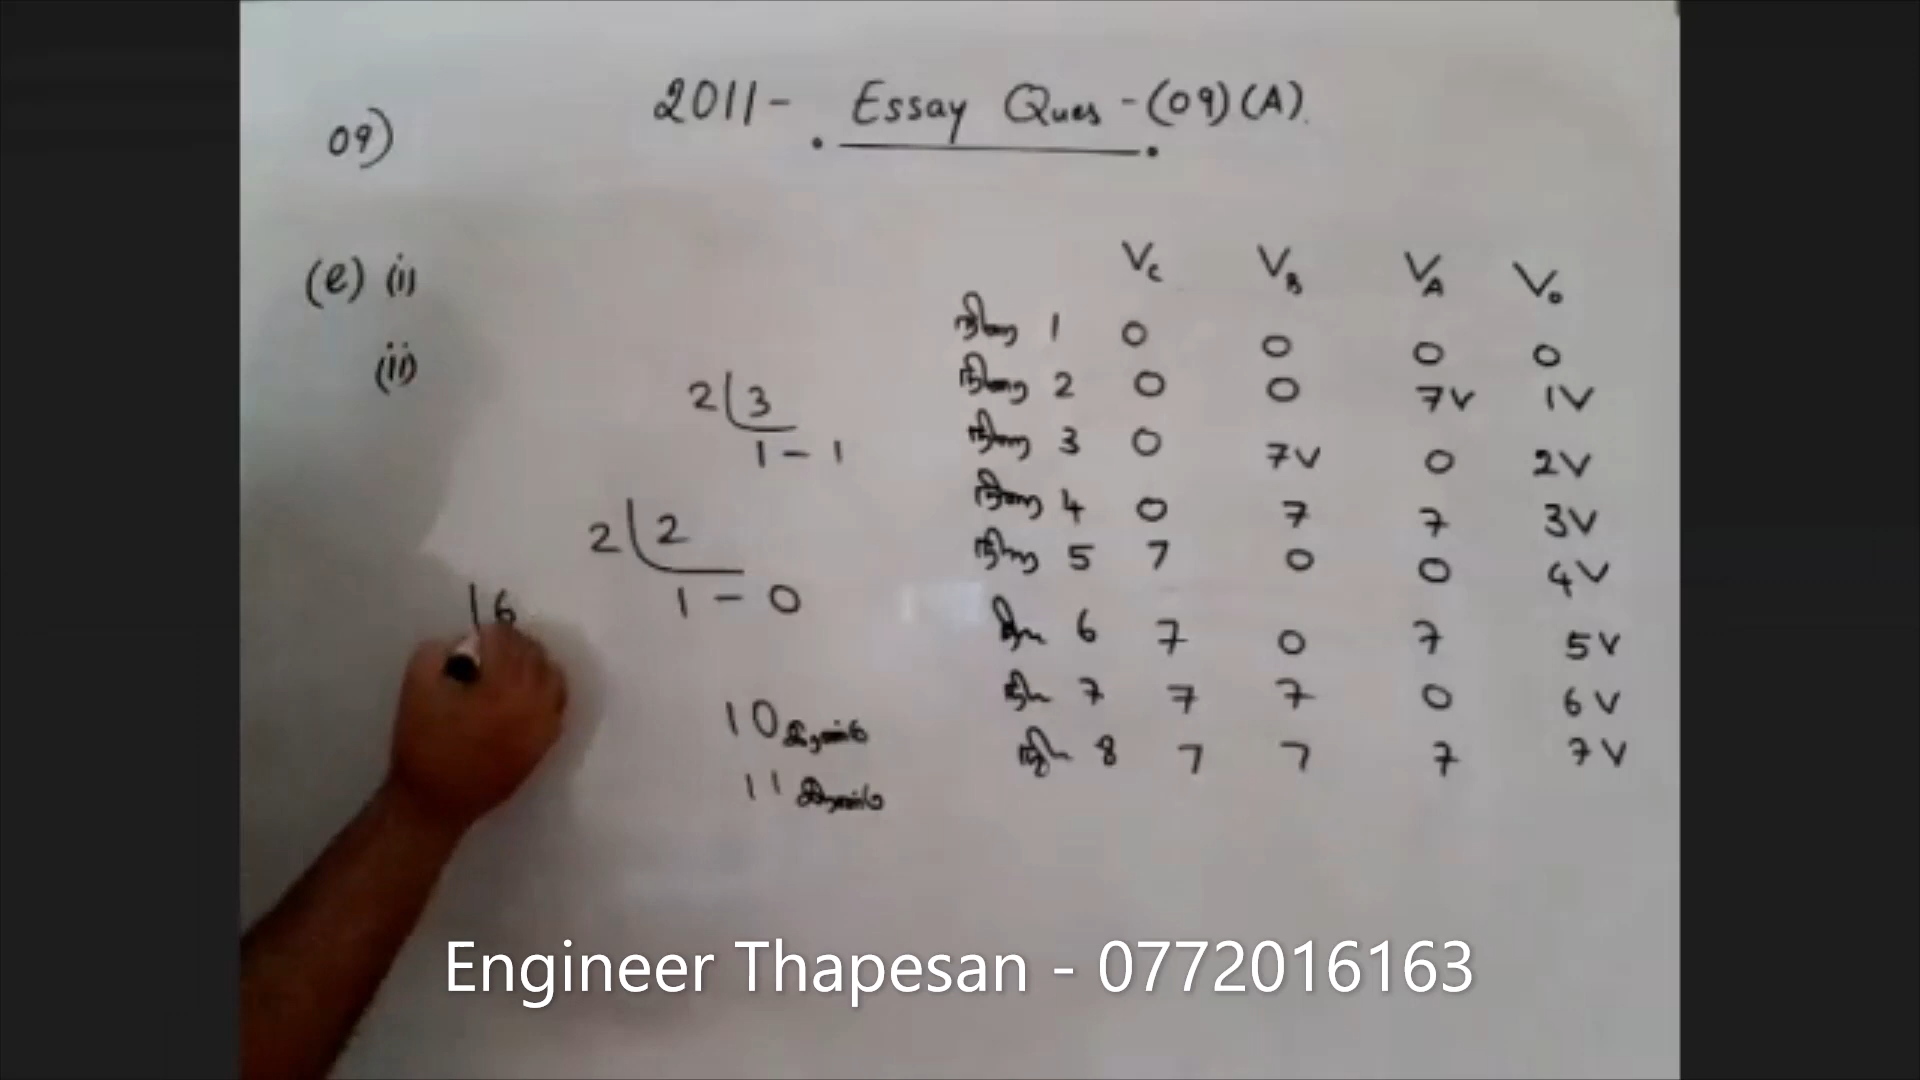 2011 - Essay Ques - (09) (A).
09)
(e) (i)
(ii)
2 3
1 - 1
2 2
1 - 0
16
10 இரண்டு
11 இரண்டு
Vc VB VA Vo
நிலை 1 0 0 0 0
நிலை 2 0 0 7V 1V
நிலை 3 0 7V 0 2V
நிலை 4 0 7 7 3V
நிலை 5 7 0 0 4V
6 7 0 7 5V
7 7 7 0 6V
8 7 7 7 7V
Engineer Thapesan - 0772016163